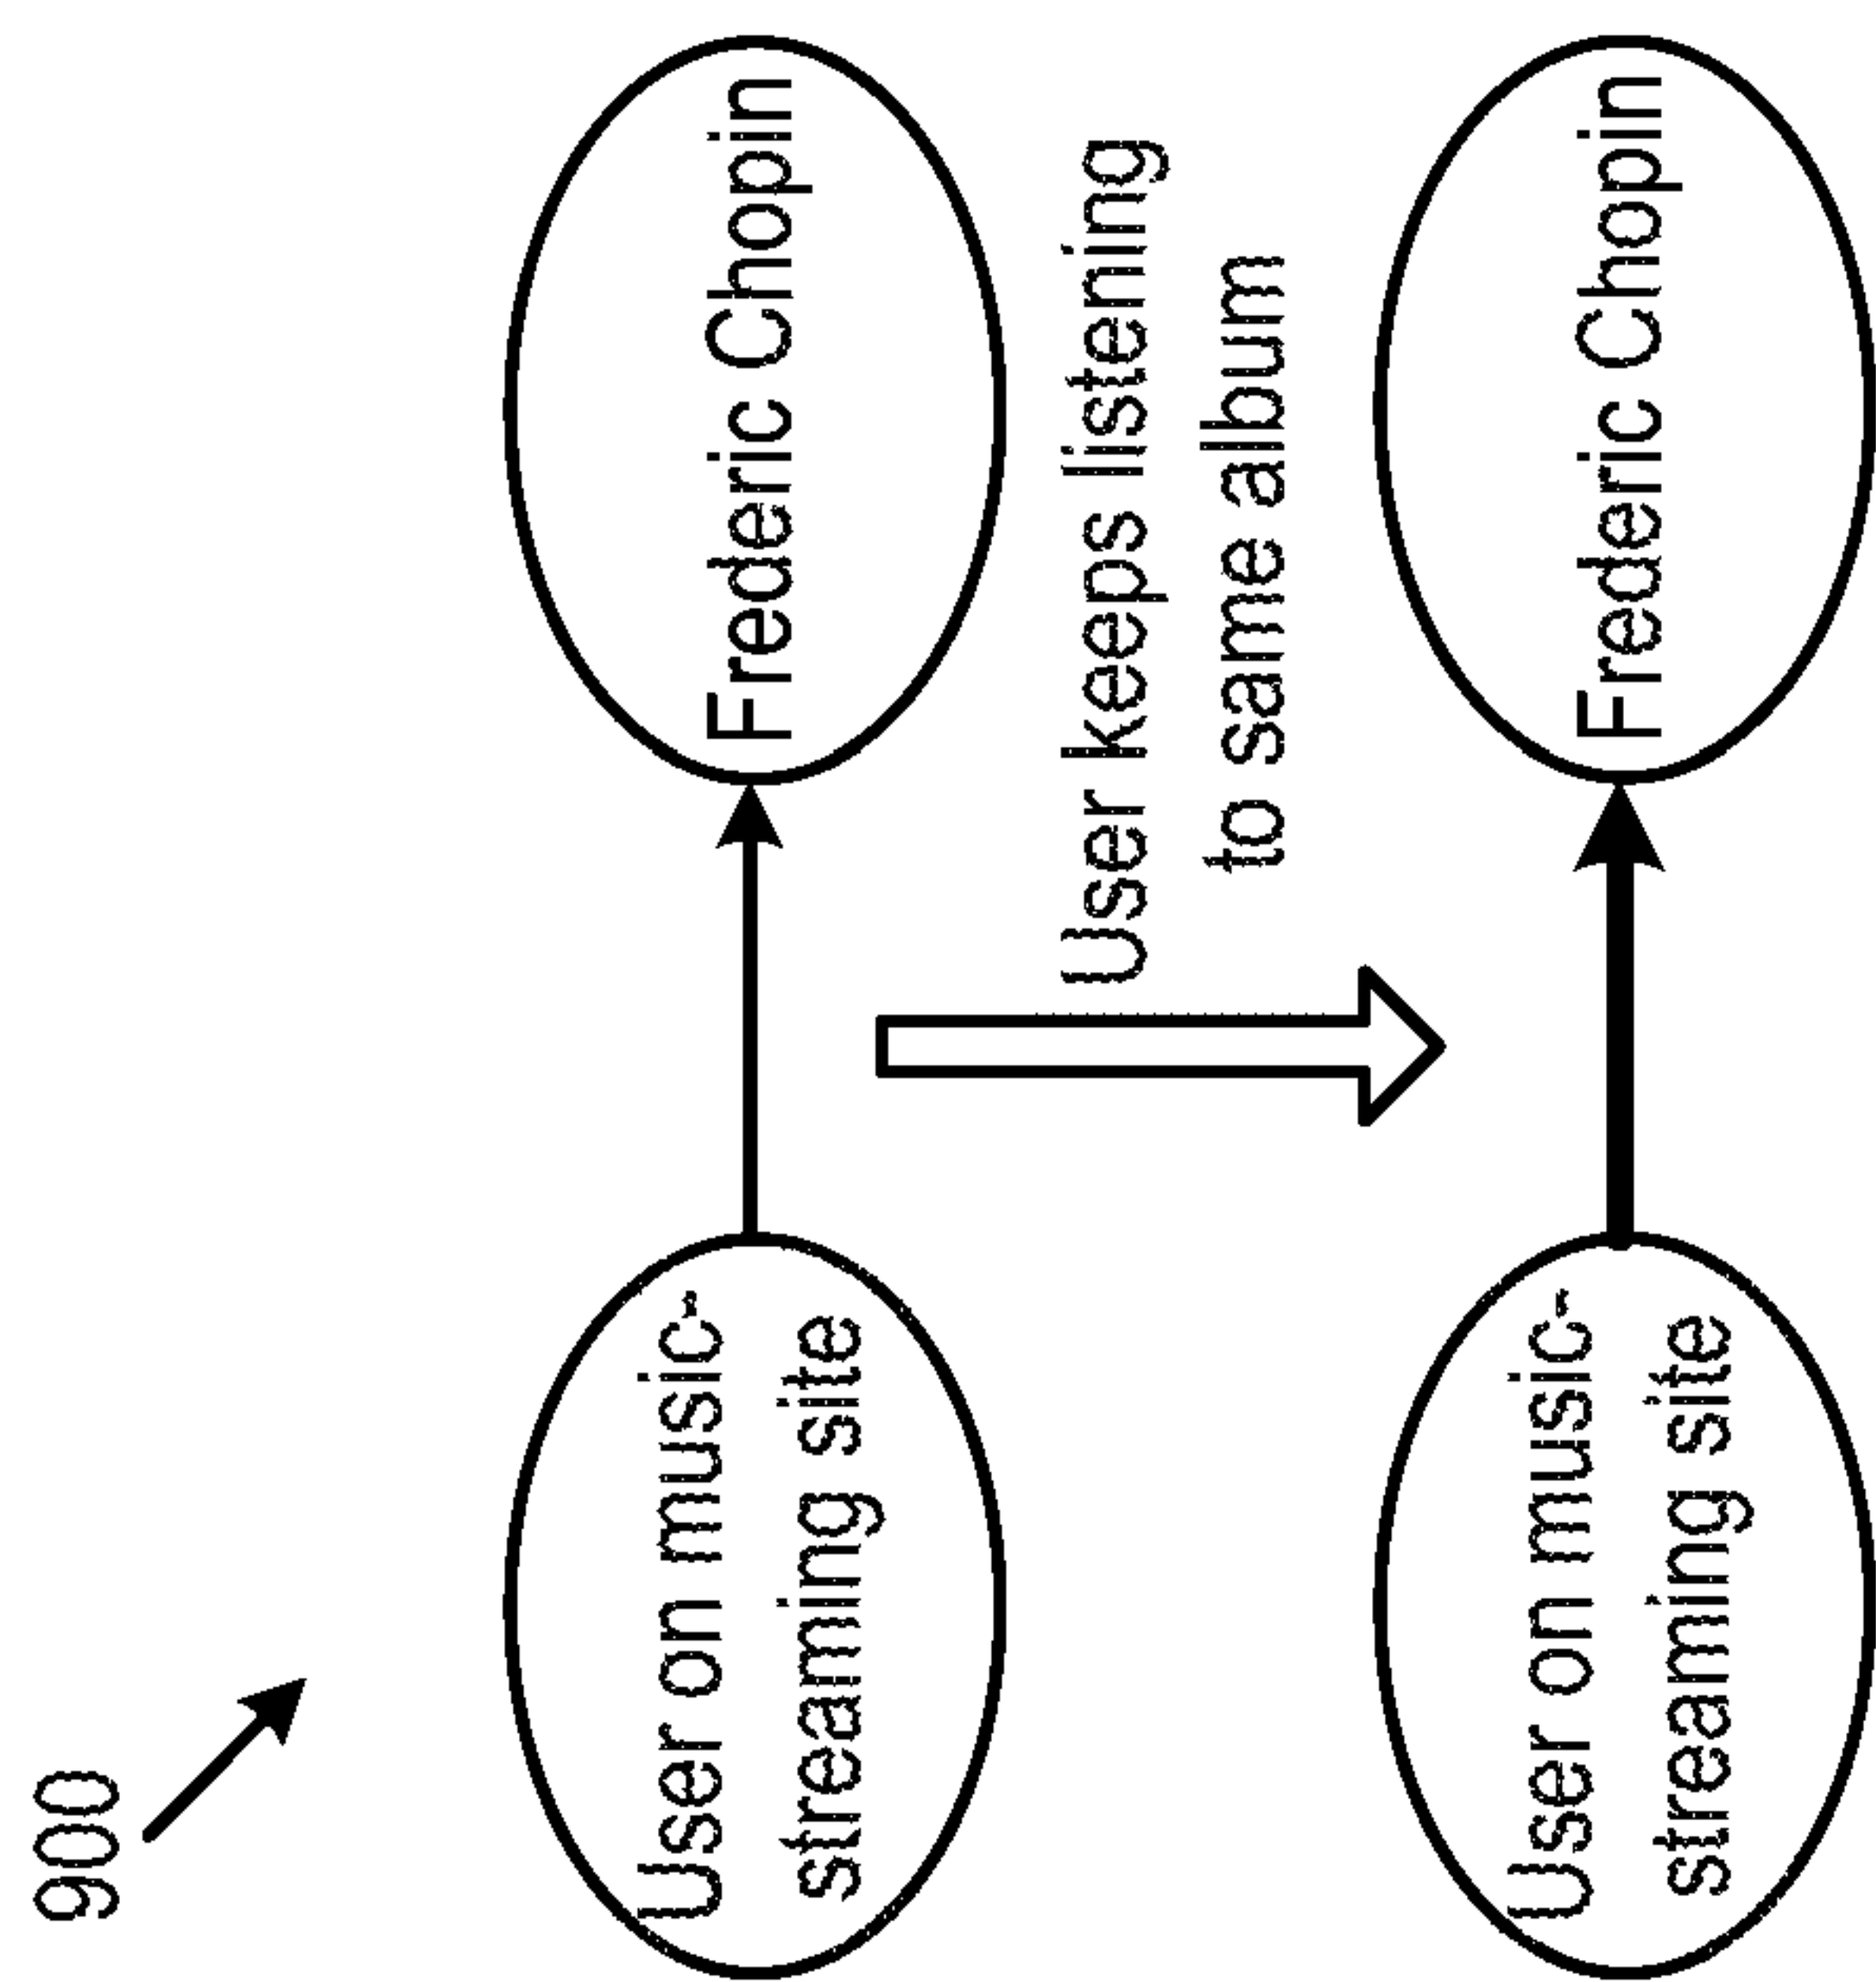 900
User on music-
streaming site
Frederic Chopin
User keeps listening
to same album
User on music-
streaming site
Frederic Chopin